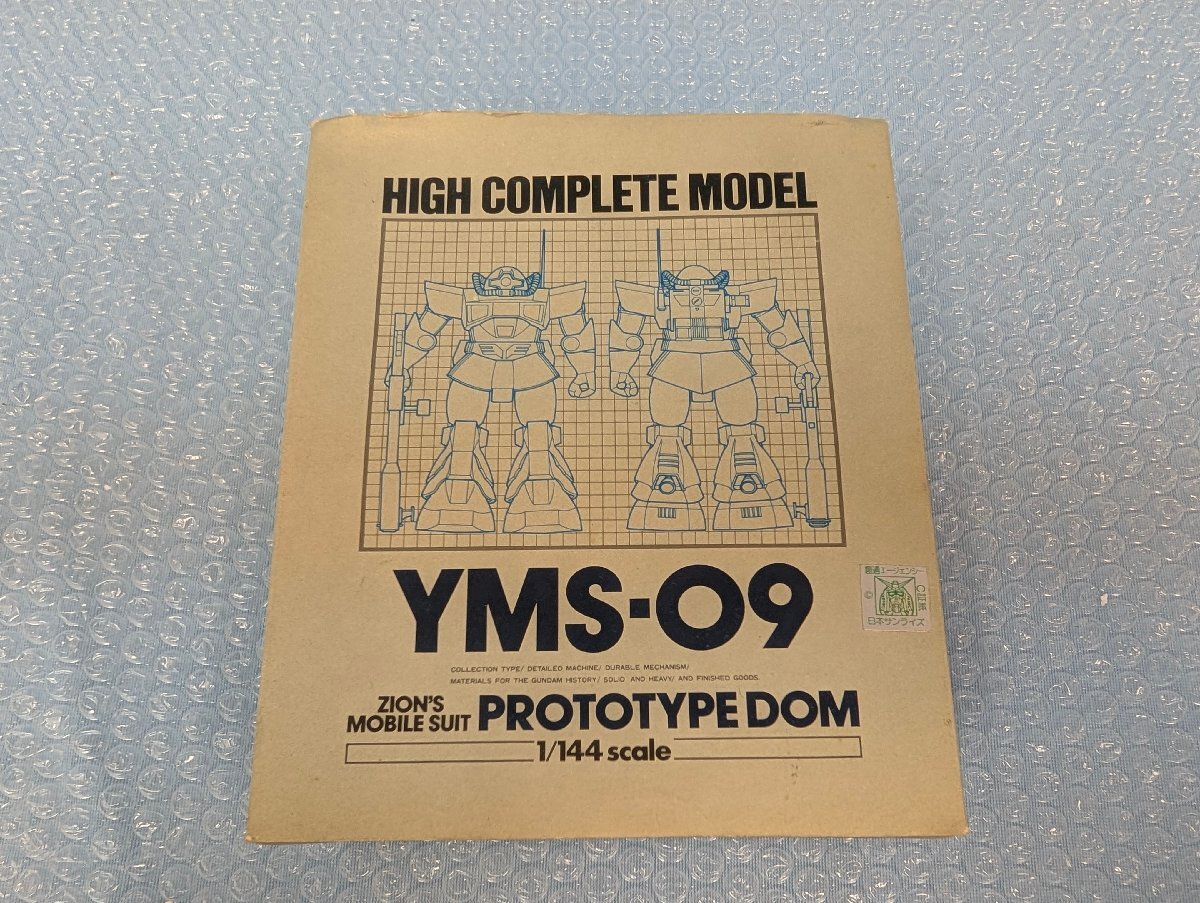 HIGH COMPLETE MODEL
YMS-09
創通エージェンシー
©
日本サンライズ
COLLECTION TYPE/ DETAILED MACHINE/ DURABLE MECHANISM/
MATERIALS FOR THE GUNDAM HISTORY/ SOLID AND HEAVY/ AND FINISHED GOODS.
ZION'S
MOBILE SUIT
PROTOTYPE DOM
1/144 scale